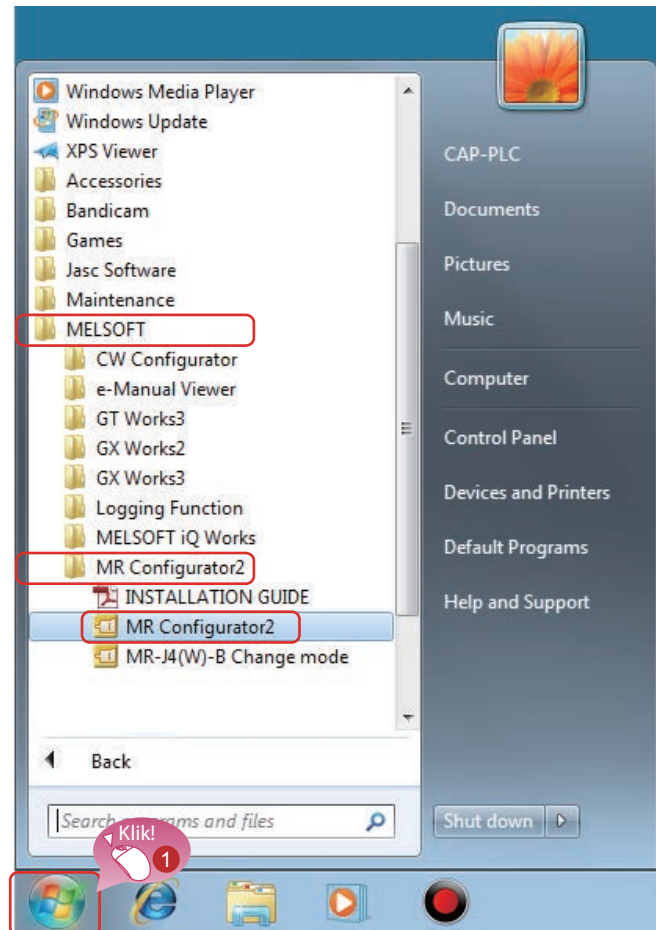 Windows Media Player
Windows Update
XPS Viewer
Accessories
Bandicam
Games
Jasc Software
Maintenance
MELSOFT
CW Configurator
e-Manual Viewer
GT Works3
GX Works2
GX Works3
Logging Function
MELSOFT iQ Works
MR Configurator2
INSTALLATION GUIDE
MR Configurator2
MR-J4(W)-B Change mode
Back
Search programs and files
Klik!
1
CAP-PLC
Documents
Pictures
Music
Computer
Control Panel
Devices and Printers
Default Programs
Help and Support
Shut down